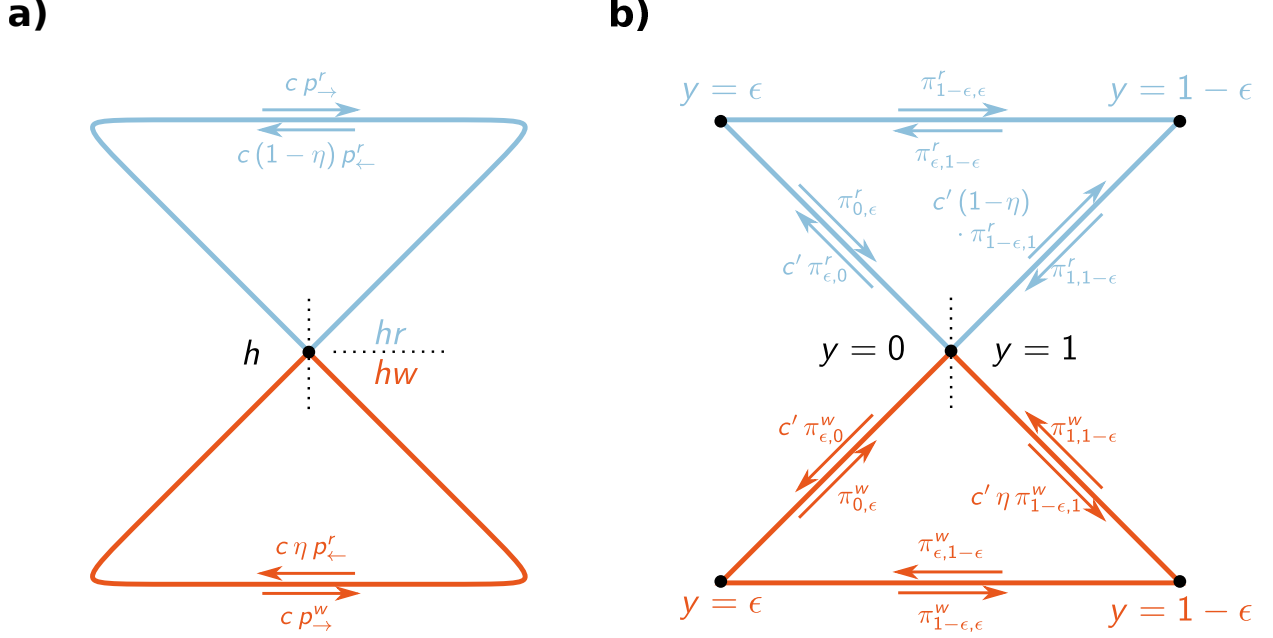 a)
c p^r_→
c (1 − η) p^r_←
h
hr
hw
c η p^r_←
c p^w_→
b)
y = ϵ
π^r_{1−ϵ,ϵ}
y = 1 − ϵ
π^r_{ϵ,1−ϵ}
π^r_{0,ϵ}
c′ (1−η)
· π^r_{1−ϵ,1}
c′ π^r_{ϵ,0}
π^r_{1,1−ϵ}
y = 0
y = 1
c′ π^w_{ϵ,0}
π^w_{1,1−ϵ}
π^w_{0,ϵ}
c′ η π^w_{1−ϵ,1}
π^w_{ϵ,1−ϵ}
y = ϵ
π^w_{1−ϵ,ϵ}
y = 1 − ϵ